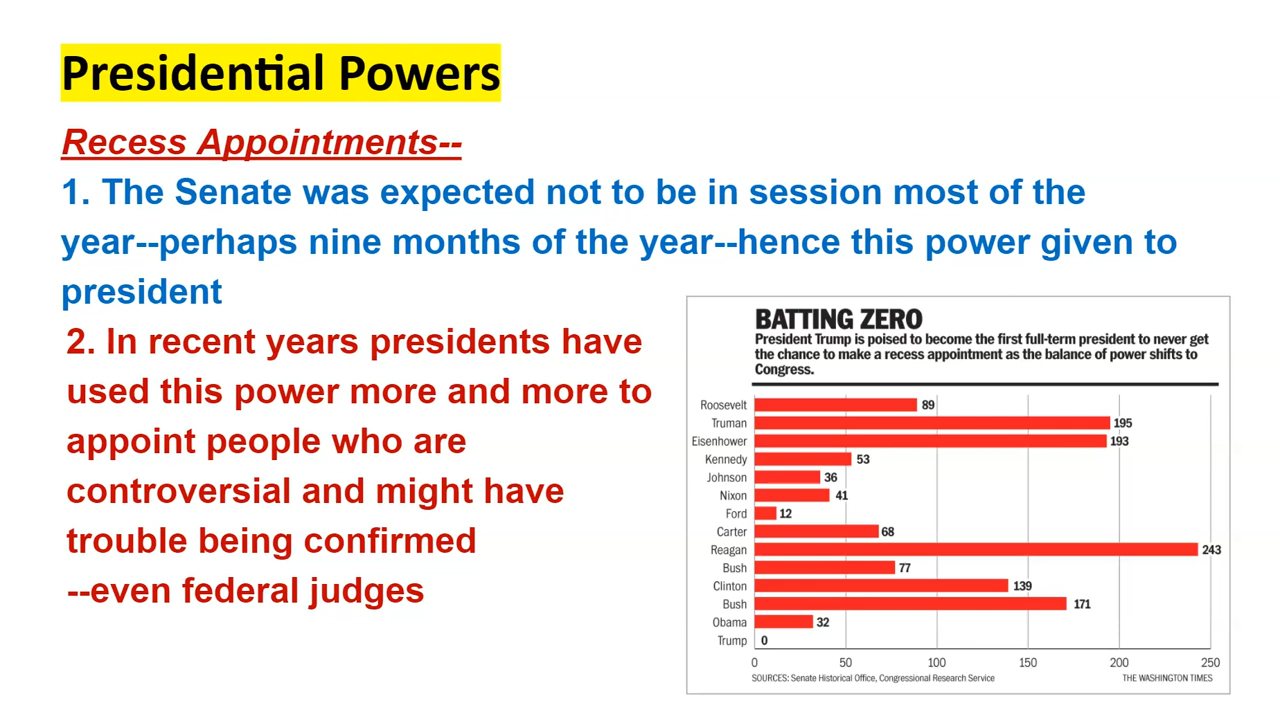 Presidential Powers
Recess Appointments--
1. The Senate was expected not to be in session most of the
year--perhaps nine months of the year--hence this power given to
president
2. In recent years presidents have
used this power more and more to
appoint people who are
controversial and might have
trouble being confirmed
--even federal judges
BATTING ZERO
President Trump is poised to become the first full-term president to never get
the chance to make a recess appointment as the balance of power shifts to
Congress.
Roosevelt 89
Truman 195
Eisenhower 193
Kennedy 53
Johnson 36
Nixon 41
Ford 12
Carter 68
Reagan 243
Bush 77
Clinton 139
Bush 171
Obama 32
Trump 0
0 50 100 150 200 250
SOURCES: Senate Historical Office, Congressional Research Service THE WASHINGTON TIMES